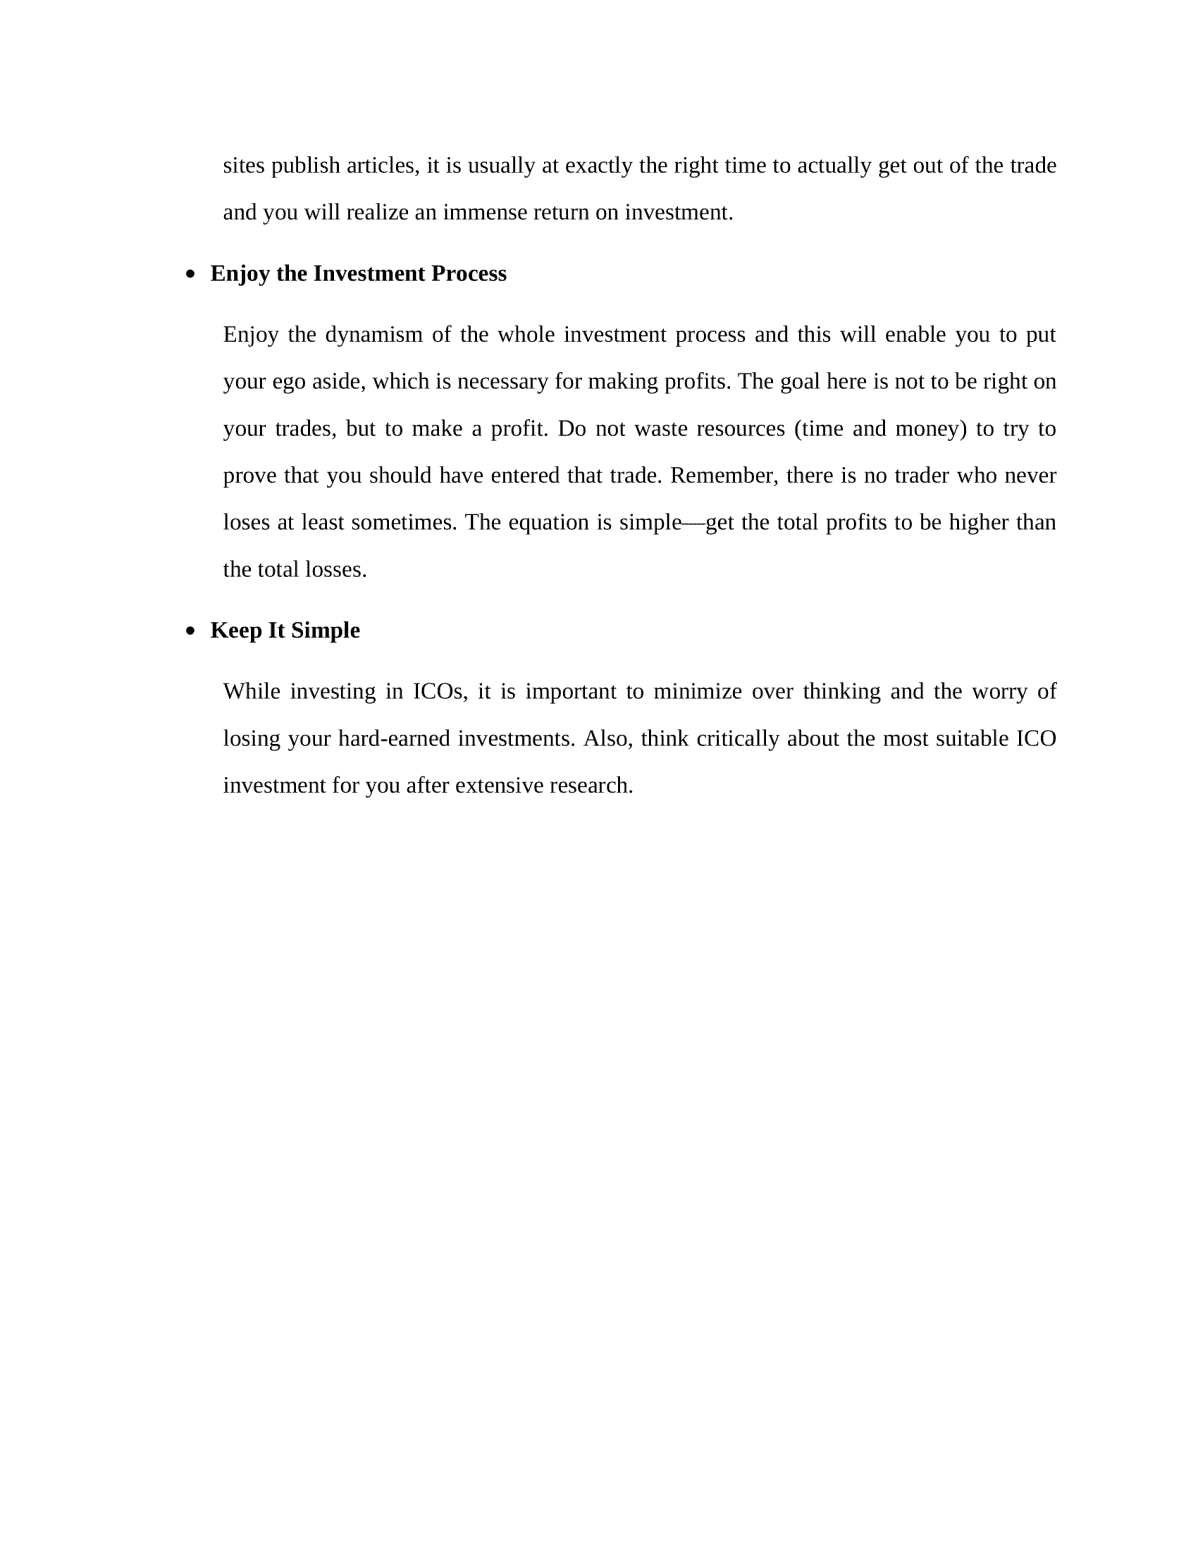 sites publish articles, it is usually at exactly the right time to actually get out of the trade
and you will realize an immense return on investment.
• Enjoy the Investment Process
Enjoy the dynamism of the whole investment process and this will enable you to put
your ego aside, which is necessary for making profits. The goal here is not to be right on
your trades, but to make a profit. Do not waste resources (time and money) to try to
prove that you should have entered that trade. Remember, there is no trader who never
loses at least sometimes. The equation is simple—get the total profits to be higher than
the total losses.
• Keep It Simple
While investing in ICOs, it is important to minimize over thinking and the worry of
losing your hard-earned investments. Also, think critically about the most suitable ICO
investment for you after extensive research.